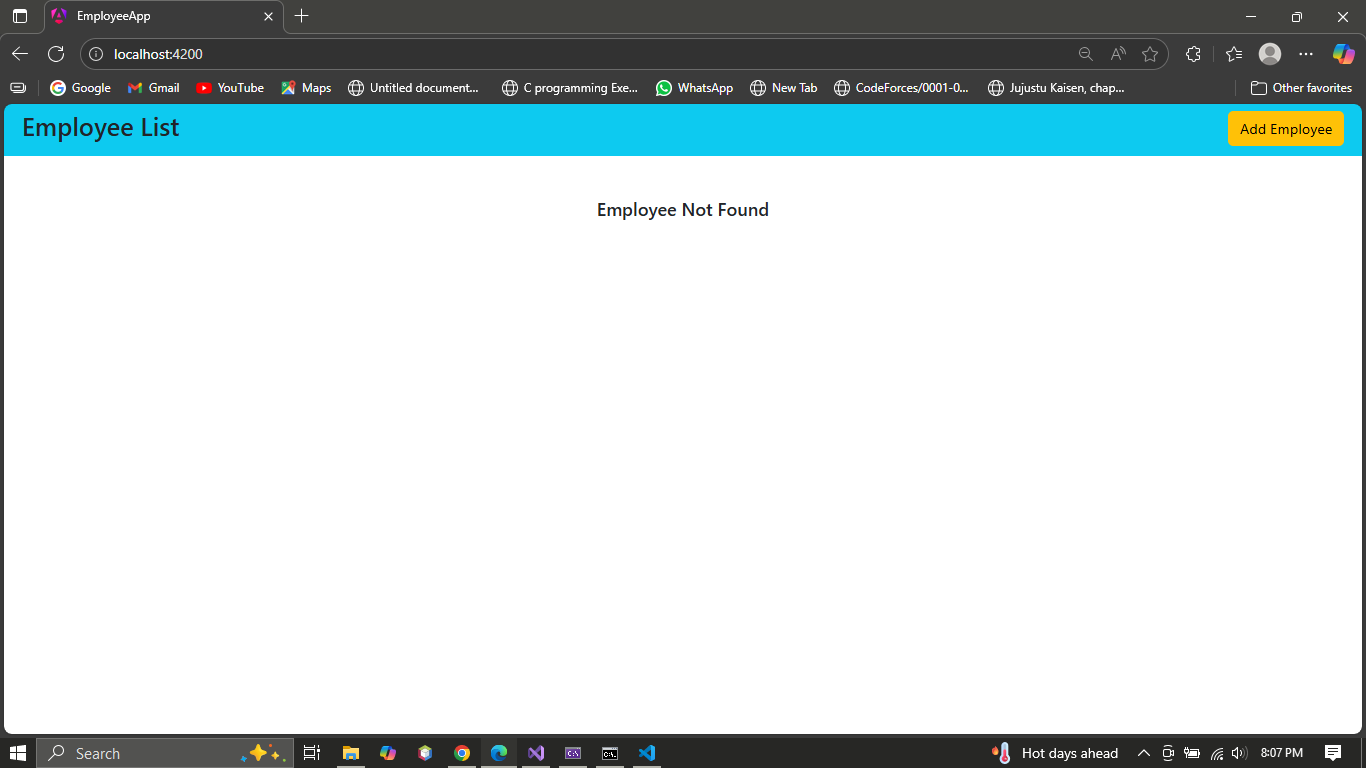 EmployeeApp
localhost:4200
Google Gmail YouTube Maps Untitled document... C programming Exe... WhatsApp New Tab CodeForces/0001-0... Jujustu Kaisen, chap... Other favorites
Employee List Add Employee
Employee Not Found
Search Hot days ahead 8:07 PM